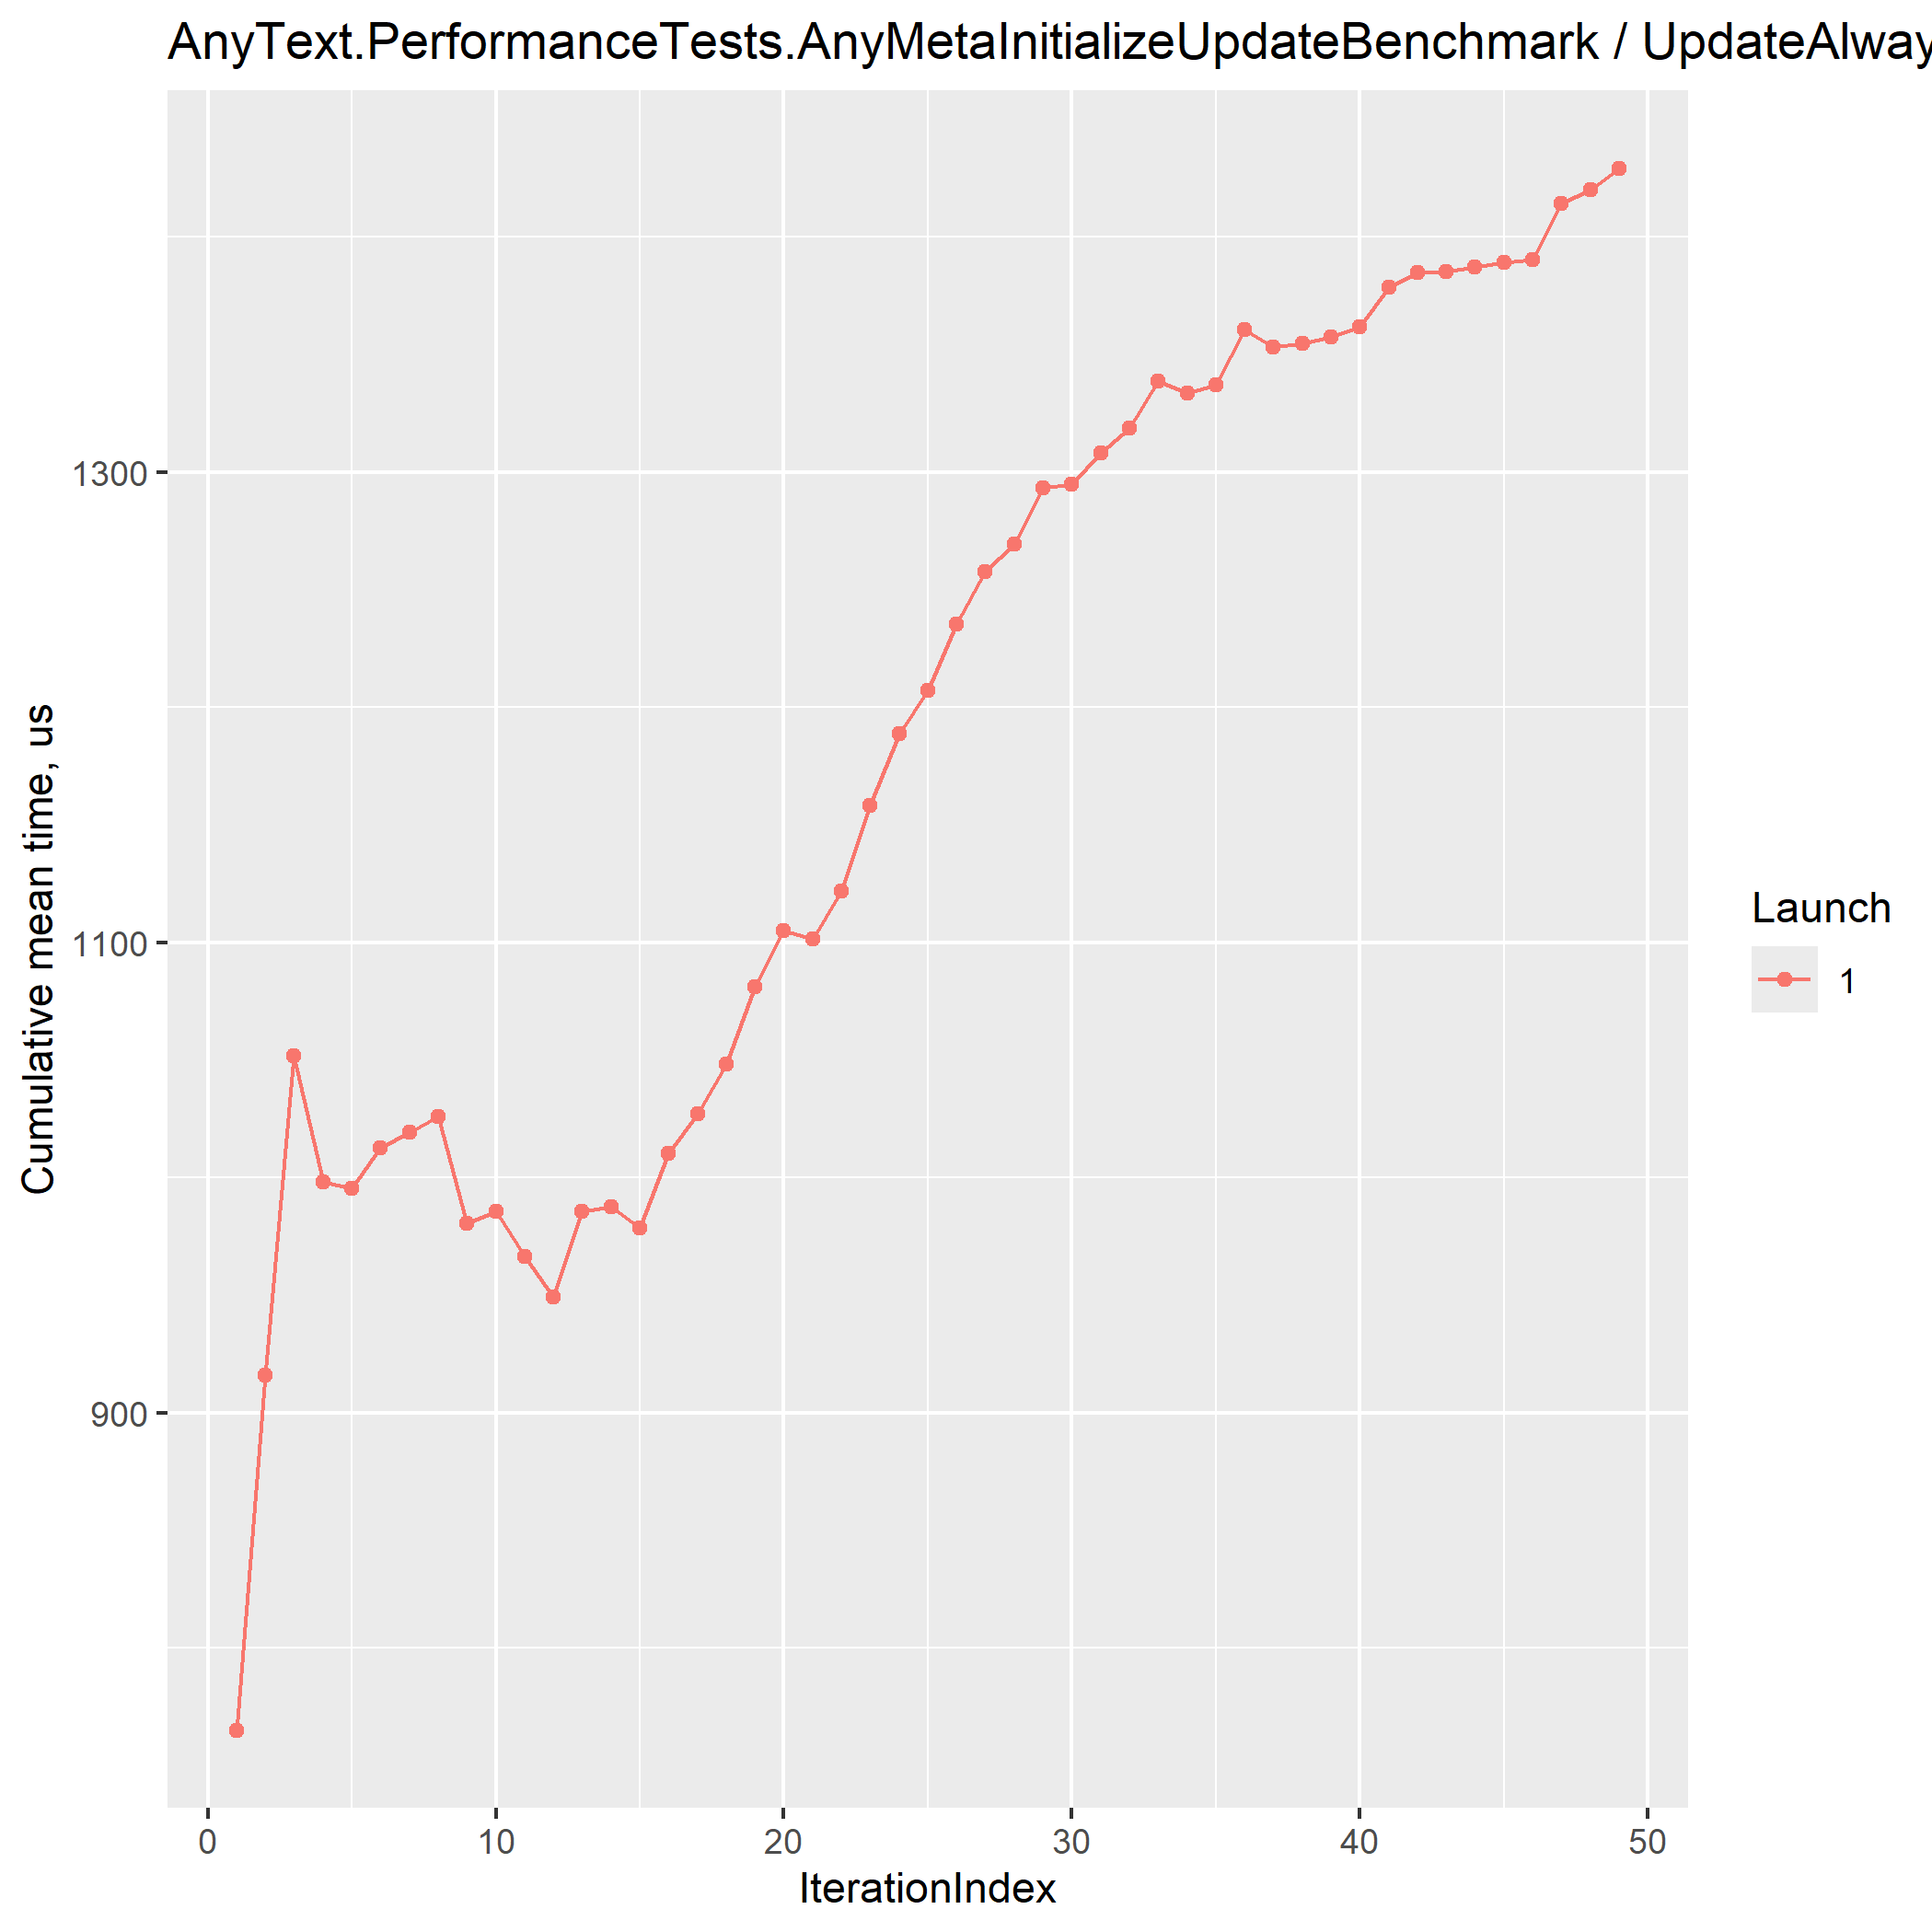 AnyText.PerformanceTests.AnyMetaInitializeUpdateBenchmark / UpdateAlway
1300
1100
900
Cumulative mean time, us
0 10 20 30 40 50
IterationIndex
Launch
1